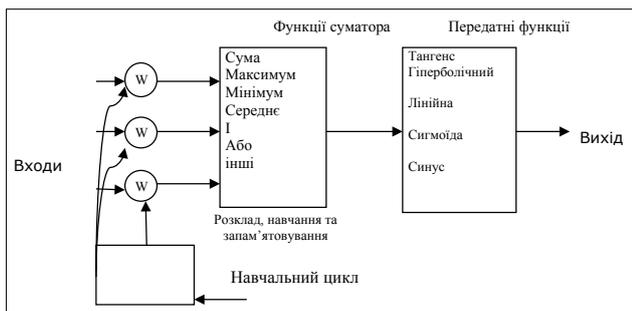 Функції суматора
Передатні функції
W
W
W
Сума
Максимум
Мінімум
Середнє
І
Або
інші
Тангенс
Гіперболічний
Лінійна
Сигмоїда
Синус
Входи
Вихід
Розклад, навчання та
запам’ятовування
Навчальний цикл